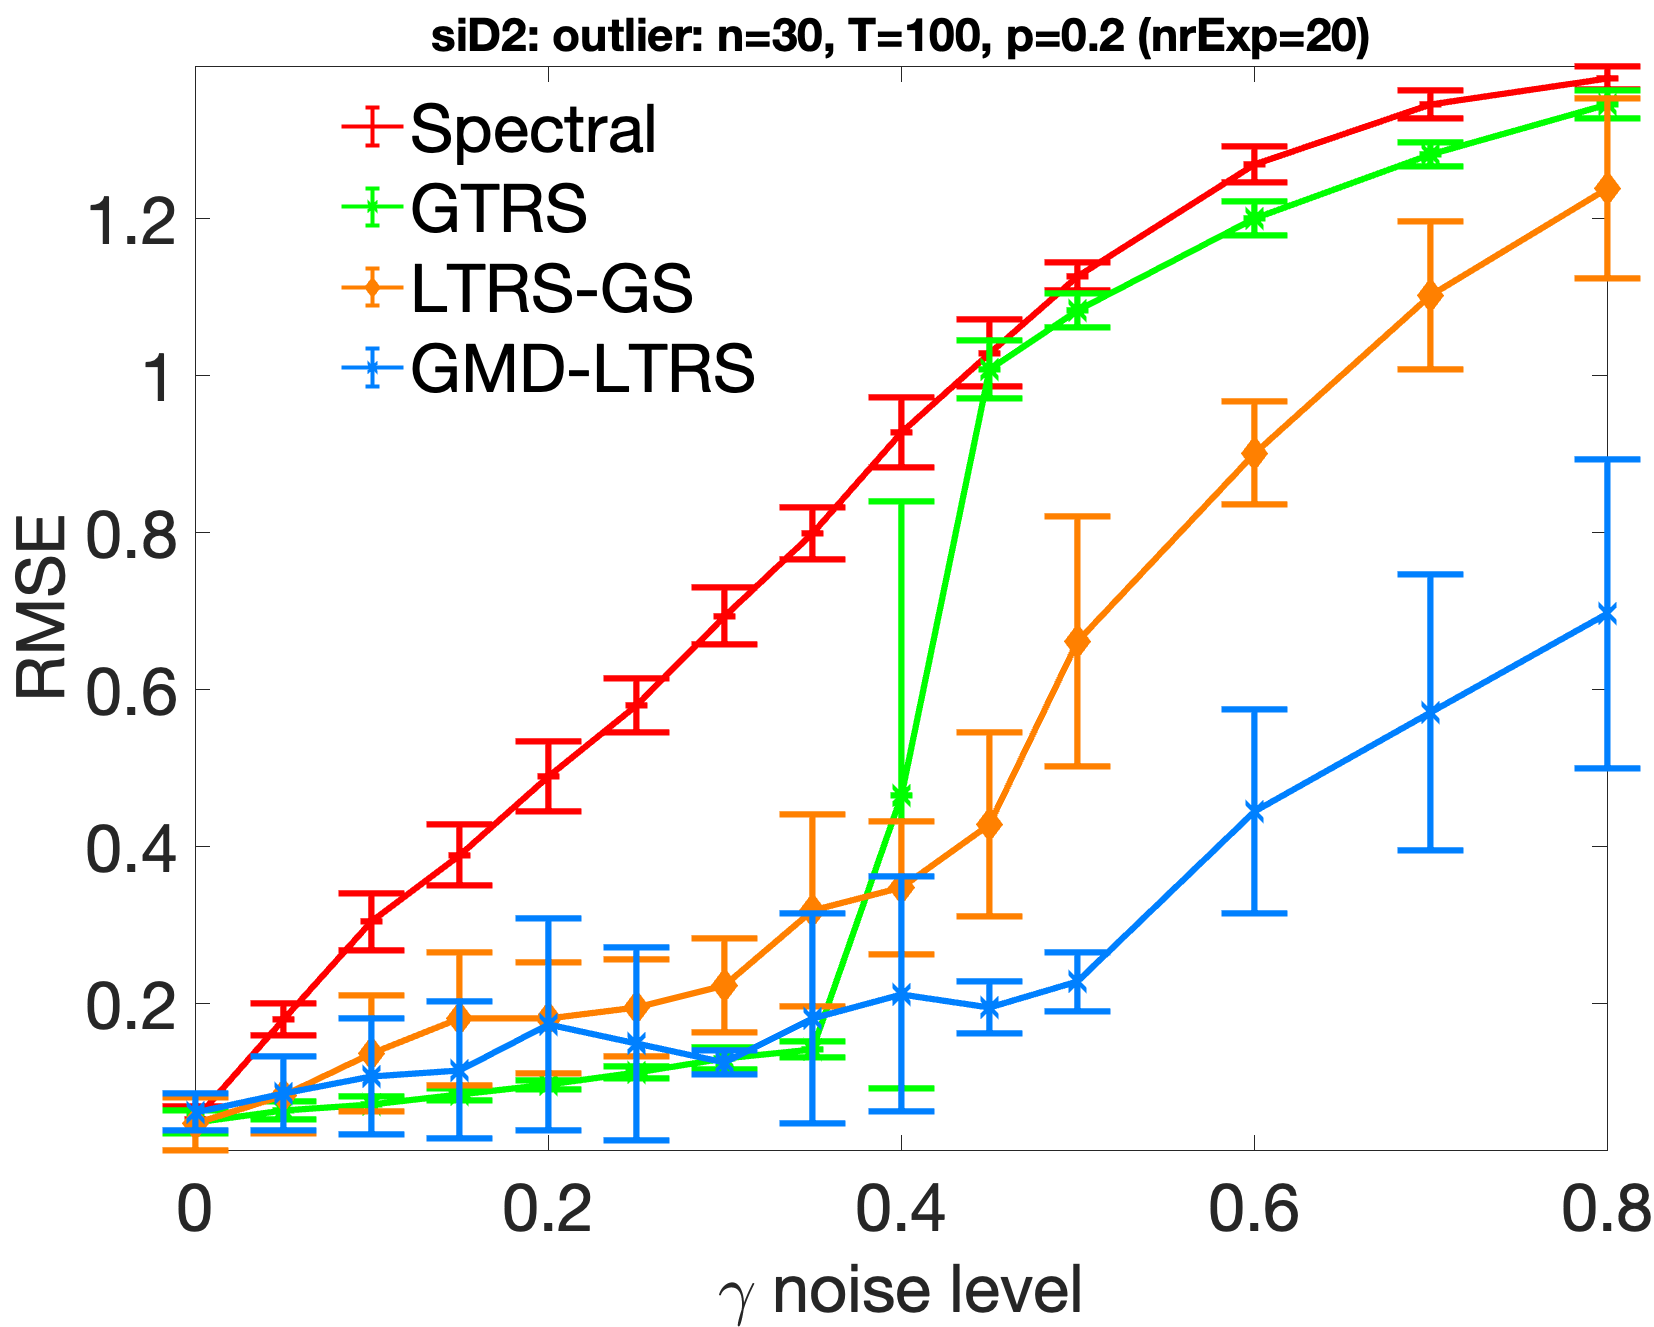 siD2: outlier: n=30, T=100, p=0.2 (nrExp=20)
Spectral
GTRS
LTRS-GS
GMD-LTRS
RMSE
1.2
1
0.8
0.6
0.4
0.2
0 0.2 0.4 0.6 0.8
γ noise level